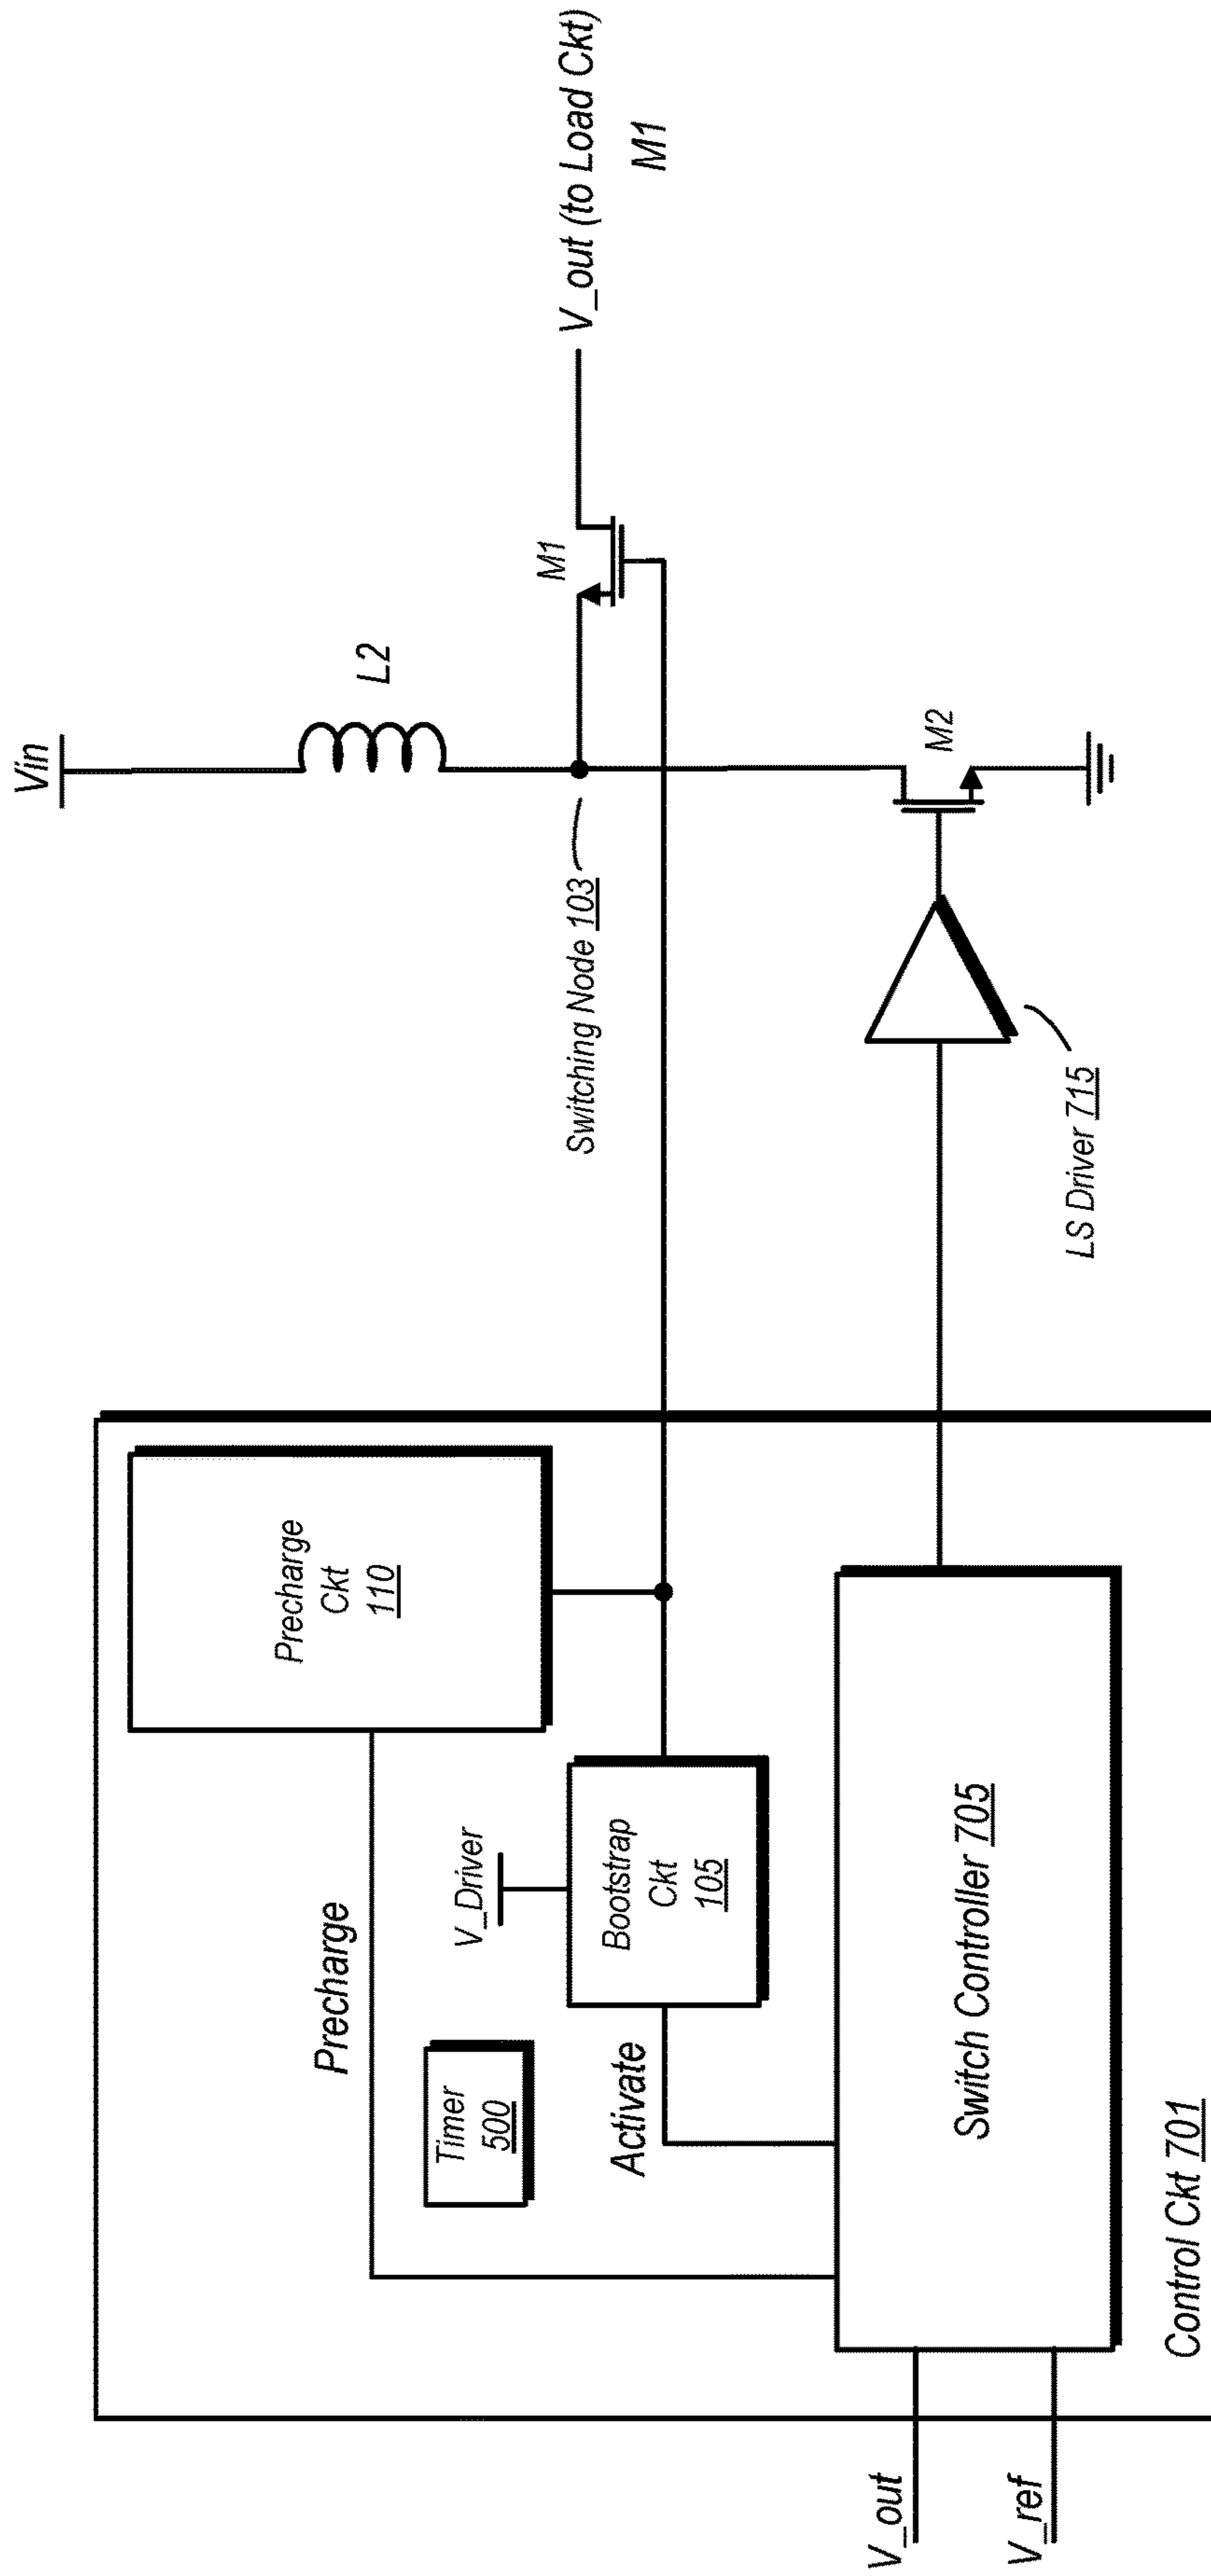 Vin
L2
V_out (to Load Ckt)
M1
M1
Switching Node 103
M2
LS Driver 715
Precharge
Ckt
110
Precharge
V_Driver
Bootstrap
Ckt
105
Timer
500
Activate
Switch Controller 705
V_out
V_ref
Control Ckt 701